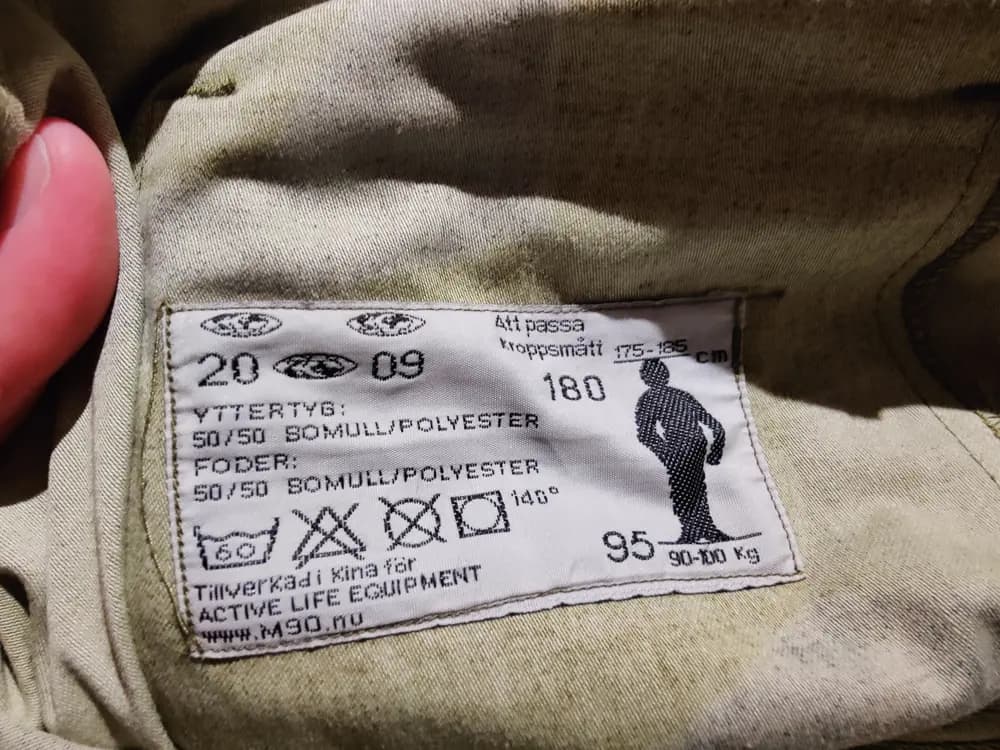 20 09
YTTERTYG:
50/50 BOMULL/POLYESTER
FODER:
50/50 BOMULL/POLYESTER
60
140°
Tillverkad i Kina för
ACTIVE LIFE EQUIPMENT
www.M90.nu
Att passa
kroppsmått 175-185 cm
180
95 90-100 Kg